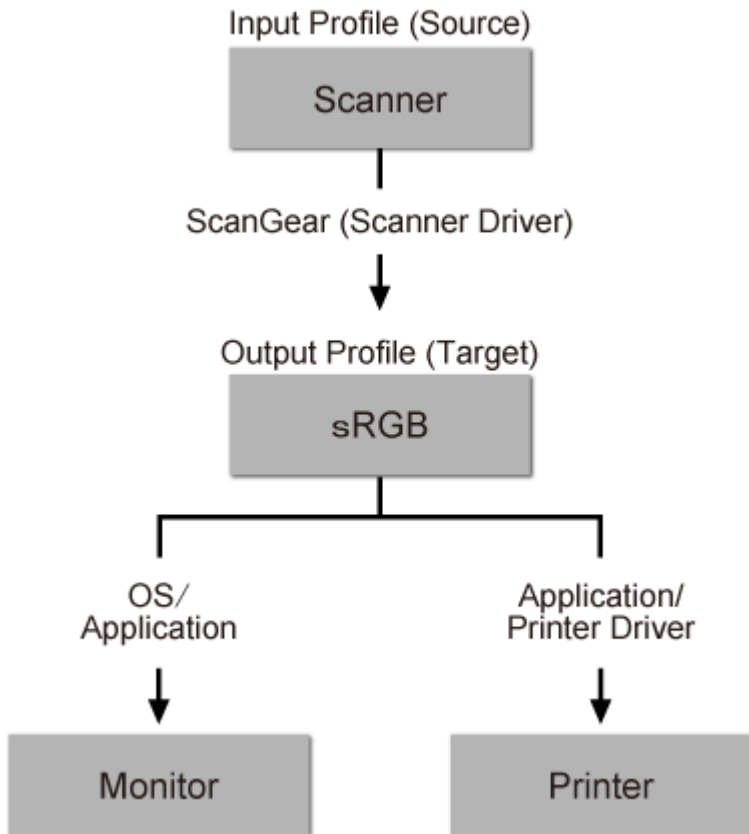 Input Profile (Source)
Scanner
ScanGear (Scanner Driver)
Output Profile (Target)
sRGB
OS/
Application
Application/
Printer Driver
Monitor
Printer